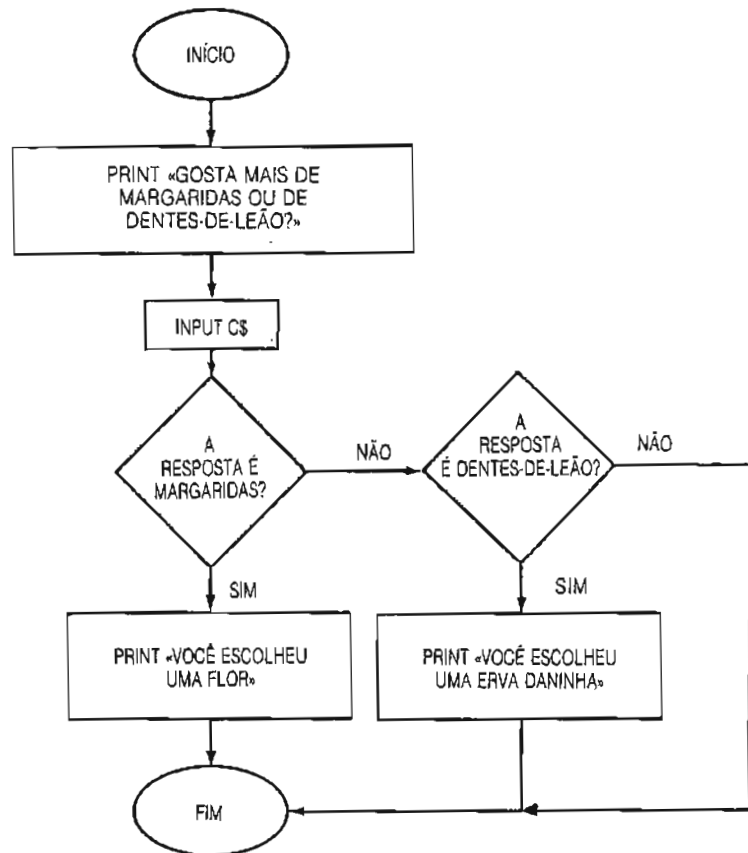 INÍCIO
PRINT «GOSTA MAIS DE
MARGARIDAS OU DE
DENTES-DE-LEÃO?»
INPUT C$
A
RESPOSTA É
MARGARIDAS?
NÃO
A
RESPOSTA
É DENTES-DE-LEÃO?
NÃO
SIM
SIM
PRINT «VOCÊ ESCOLHEU
UMA FLOR»
PRINT «VOCÊ ESCOLHEU
UMA ERVA DANINHA»
FIM